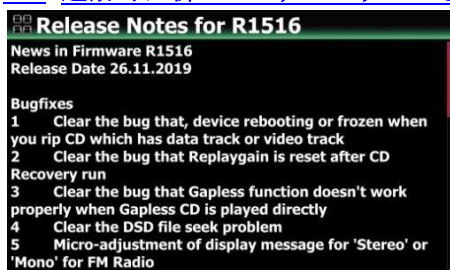 Release Notes for R1516
News in Firmware R1516
Release Date 26.11.2019
Bugfixes
1 Clear the bug that, device rebooting or frozen when
you rip CD which has data track or video track
2 Clear the bug that Replaygain is reset after CD
Recovery run
3 Clear the bug that Gapless function doesn't work
properly when Gapless CD is played directly
4 Clear the DSD file seek problem
5 Micro-adjustment of display message for 'Stereo' or
'Mono' for FM Radio